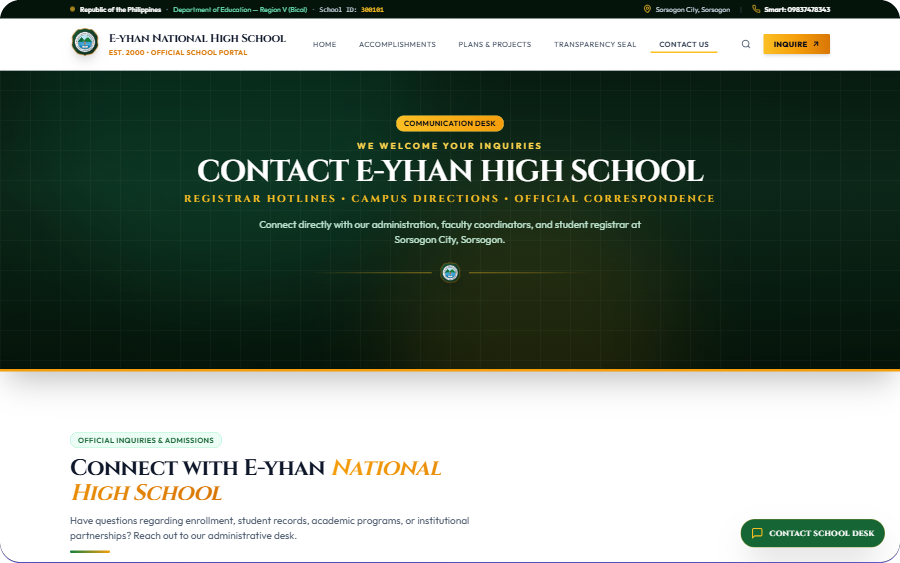 Republic of the Philippines · Department of Education — Region V (Bicol) · School ID: 300101
Sorsogon City, Sorsogon | Smart: 09837478343
E-yhan National High School
EST. 2000 • OFFICIAL SCHOOL PORTAL
HOME ACCOMPLISHMENTS PLANS & PROJECTS TRANSPARENCY SEAL CONTACT US INQUIRE
COMMUNICATION DESK
WE WELCOME YOUR INQUIRIES
CONTACT E-YHAN HIGH SCHOOL
REGISTRAR HOTLINES • CAMPUS DIRECTIONS • OFFICIAL CORRESPONDENCE
Connect directly with our administration, faculty coordinators, and student registrar at
Sorsogon City, Sorsogon.
OFFICIAL INQUIRIES & ADMISSIONS
Connect with E-yhan National
High School
Have questions regarding enrollment, student records, academic programs, or institutional
partnerships? Reach out to our administrative desk.
CONTACT SCHOOL DESK